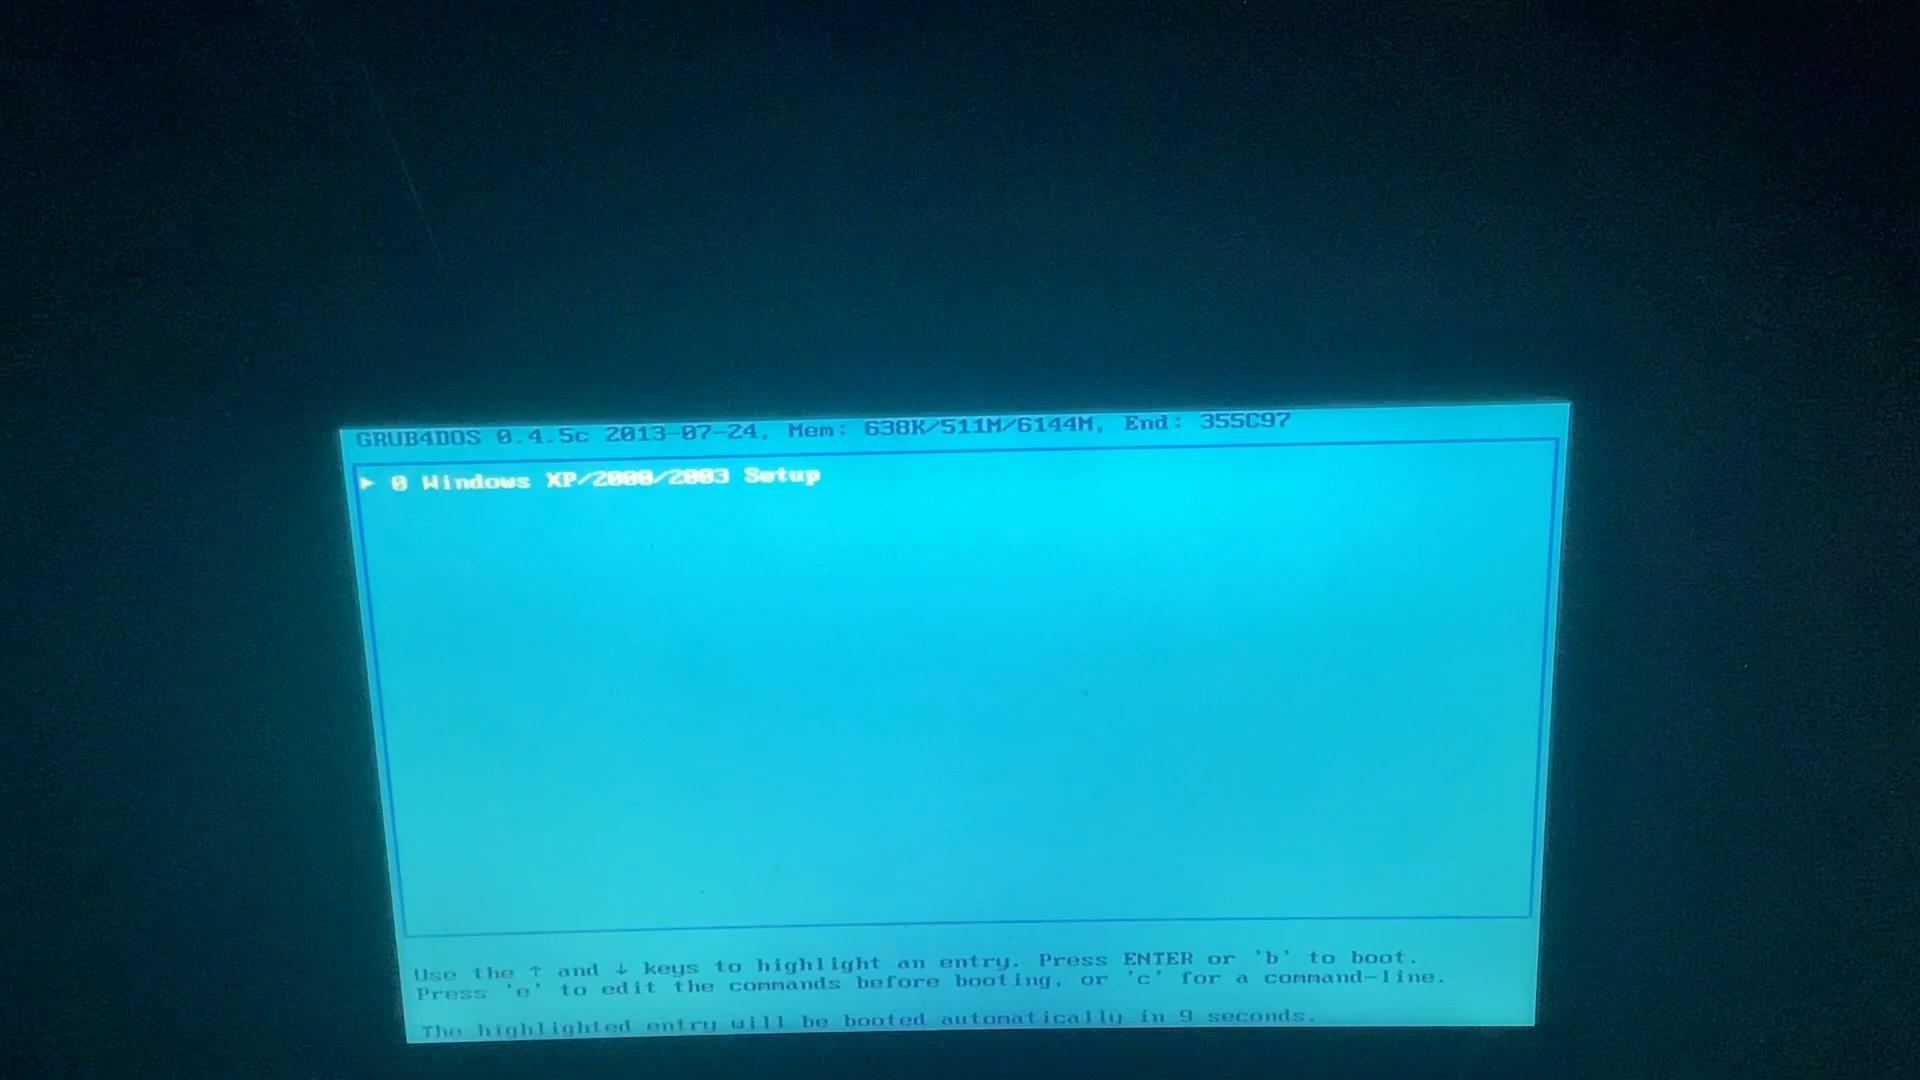 GRUB4DOS 0.4.5c 2013-07-24, Mem: 638K/511M/6144M, End: 355C97
► 0 Windows XP/2000/2003 Setup
Use the ↑ and ↓ keys to highlight an entry. Press ENTER or 'b' to boot.
Press 'e' to edit the commands before booting, or 'c' for a command-line.
The highlighted entry will be booted automatically in 9 seconds.